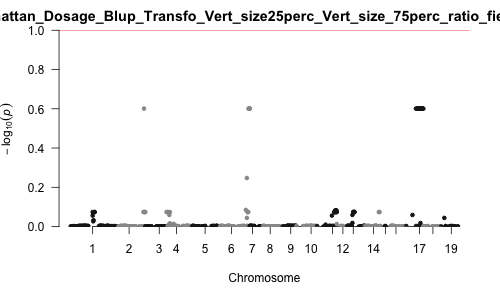 attan_Dosage_Blup_Transfo_Vert_size25perc_Vert_size_75perc_ratio_fie
1.0
0.8
0.6
0.4
0.2
0.0
− log10(p)
1 2 3 4 5 6 7 8 9 10 12 14 17 19
Chromosome